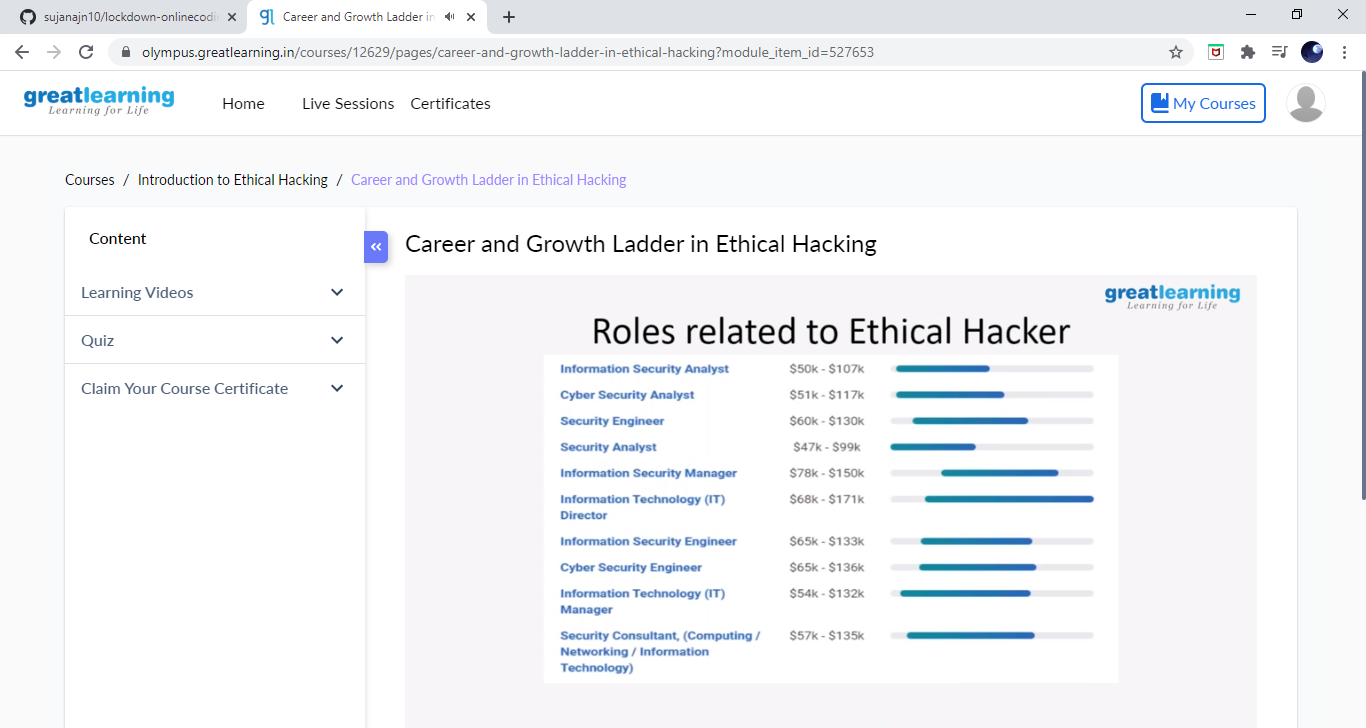 sujanajn10/lockdown-onlinecodi
Career and Growth Ladder in
olympus.greatlearning.in/courses/12629/pages/career-and-growth-ladder-in-ethical-hacking?module_item_id=527653
greatlearning
Learning for Life
Home Live Sessions Certificates
My Courses
Courses / Introduction to Ethical Hacking / Career and Growth Ladder in Ethical Hacking
Content
Learning Videos
Quiz
Claim Your Course Certificate
«
Career and Growth Ladder in Ethical Hacking
greatlearning
Learning for Life
Roles related to Ethical Hacker
Information Security Analyst $50k - $107k
Cyber Security Analyst $51k - $117k
Security Engineer $60k - $130k
Security Analyst $47k - $99k
Information Security Manager $78k - $150k
Information Technology (IT) $68k - $171k
Director
Information Security Engineer $65k - $133k
Cyber Security Engineer $65k - $136k
Information Technology (IT) $54k - $132k
Manager
Security Consultant, (Computing / $57k - $135k
Networking / Information
Technology)